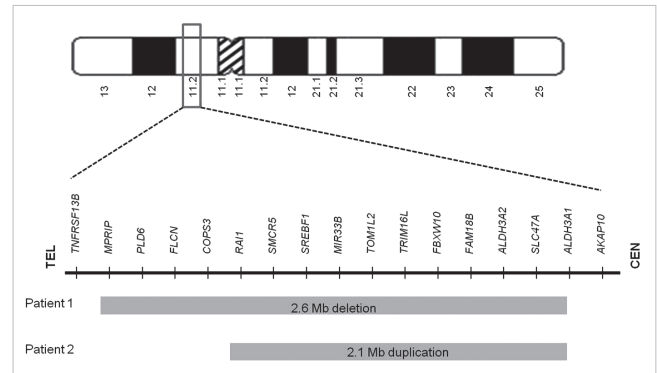 13 12 11.2 11.1 11.1 11.2 12 21.1 21.2 21.3 22 23 24 25
TEL TNFRSF13B MPRIP PLD6 FLCN COPS3 RAI1 SMCR5 SREBF1 MIR33B TOM1L2 TRIM16L FBXW10 FAM18B ALDH3A2 SLC47A ALDH3A1 AKAP10 CEN
Patient 1 2.6 Mb deletion
Patient 2 2.1 Mb duplication